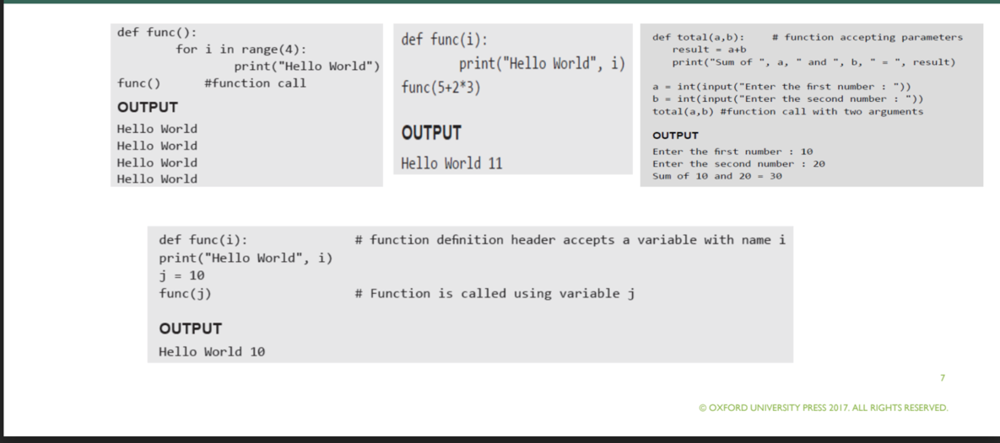 def func():
for i in range(4):
print("Hello World")
func() #function call
OUTPUT
Hello World
Hello World
Hello World
Hello World
def func(i):
print("Hello World", i)
func(5+2*3)
OUTPUT
Hello World 11
def total(a,b): # function accepting parameters
result = a+b
print("Sum of ", a, " and ", b, " = ", result)
a = int(input("Enter the first number : "))
b = int(input("Enter the second number : "))
total(a,b) #function call with two arguments
OUTPUT
Enter the first number : 10
Enter the second number : 20
Sum of 10 and 20 = 30
def func(i): # function definition header accepts a variable with name i
print("Hello World", i)
j = 10
func(j) # Function is called using variable j
OUTPUT
Hello World 10
7
© OXFORD UNIVERSITY PRESS 2017. ALL RIGHTS RESERVED.